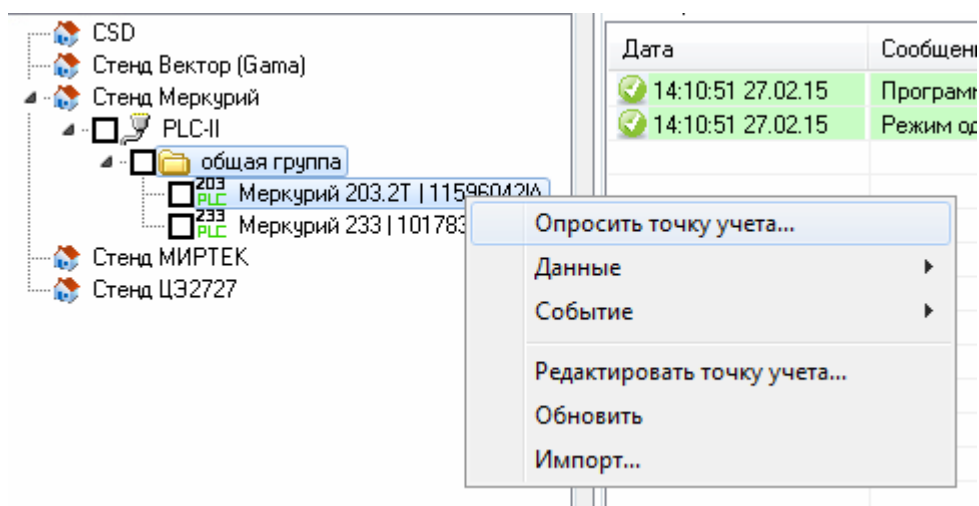 CSD
Стенд Вектор (Gama)
Стенд Меркурий
PLC-II
общая группа
203 PLC Меркурий 203.2T | 11596042
233 PLC Меркурий 233 | 101783
Стенд МИРТЕК
Стенд ЦЭ2727
Дата Сообщен
14:10:51 27.02.15 Програм
14:10:51 27.02.15 Режим од
Опросить точку учета...
Данные
Событие
Редактировать точку учета...
Обновить
Импорт...